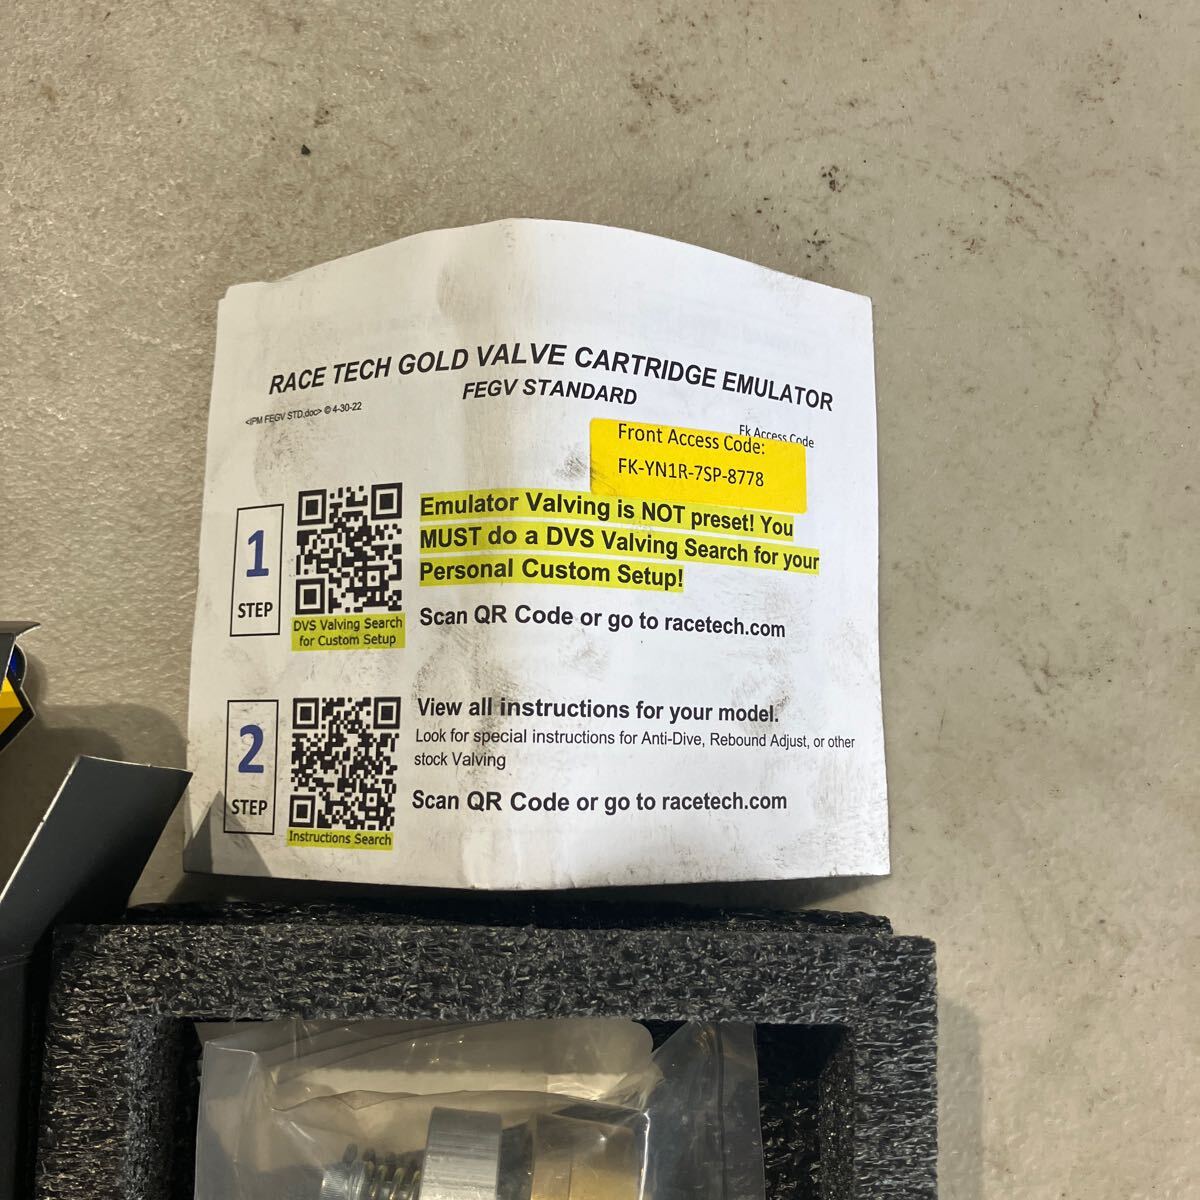 RACE TECH GOLD VALVE CARTRIDGE EMULATOR
FEGV STANDARD
<IPM FEGV STD.doc> © 4-30-22
Fk Access Code
Front Access Code:
FK-YN1R-7SP-8778
1
STEP
DVS Valving Search
for Custom Setup
Emulator Valving is NOT preset! You
MUST do a DVS Valving Search for your
Personal Custom Setup!
Scan QR Code or go to racetech.com
2
STEP
Instructions Search
View all instructions for your model.
Look for special instructions for Anti-Dive, Rebound Adjust, or other
stock Valving
Scan QR Code or go to racetech.com